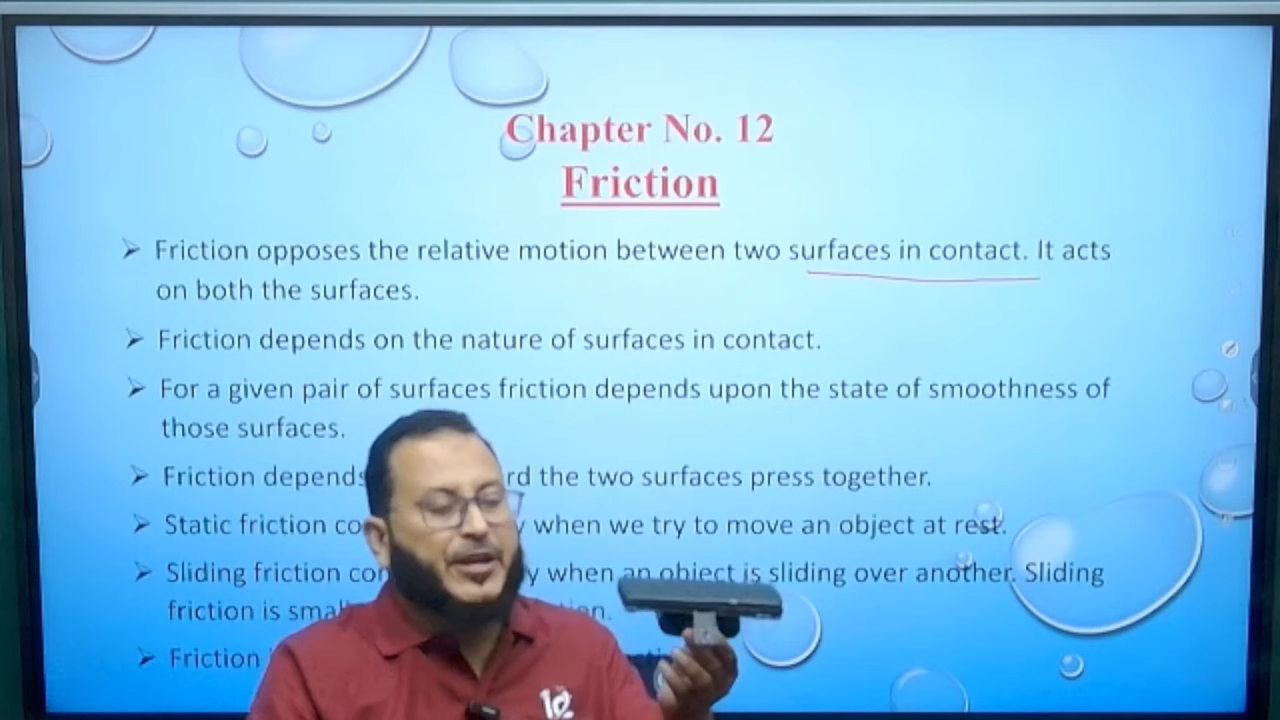 Chapter No. 12
Friction
➢ Friction opposes the relative motion between two surfaces in contact. It acts
on both the surfaces.
➢ Friction depends on the nature of surfaces in contact.
➢ For a given pair of surfaces friction depends upon the state of smoothness of
those surfaces.
➢ Friction depends rd the two surfaces press together.
➢ Static friction co y when we try to move an object at rest.
➢ Sliding friction co y when an object is sliding over another. Sliding
friction is smal
➢ Friction